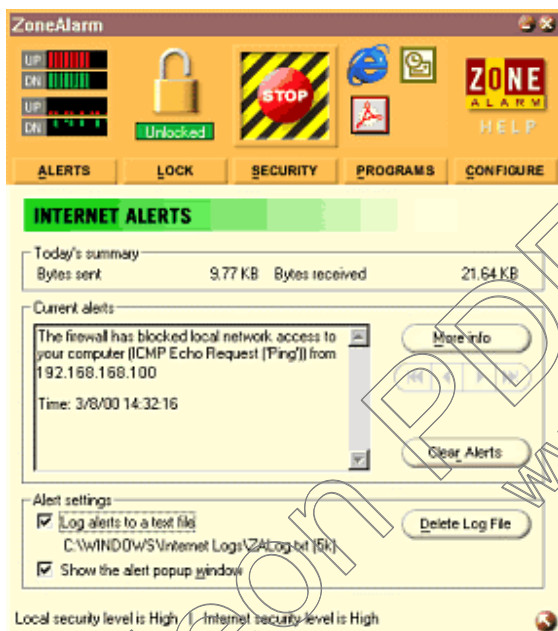 ZoneAlarm
UP
DN
UP
DN
Unlocked
STOP
ZONE
ALARM
HELP
ALERTS LOCK SECURITY PROGRAMS CONFIGURE
INTERNET ALERTS
Today's summary
Bytes sent 9.77 KB Bytes received 21.64 KB
Current alerts
The firewall has blocked local network access to
your computer (ICMP Echo Request ('Ping')) from
192.168.168.100
Time: 3/8/00 14:32:16
More info
Clear Alerts
Alert settings
Log alerts to a text file
C:\WINDOWS\Internet Logs\ZALog.txt (5k)
Delete Log File
Show the alert popup window
Local security level is High | Internet security level is High